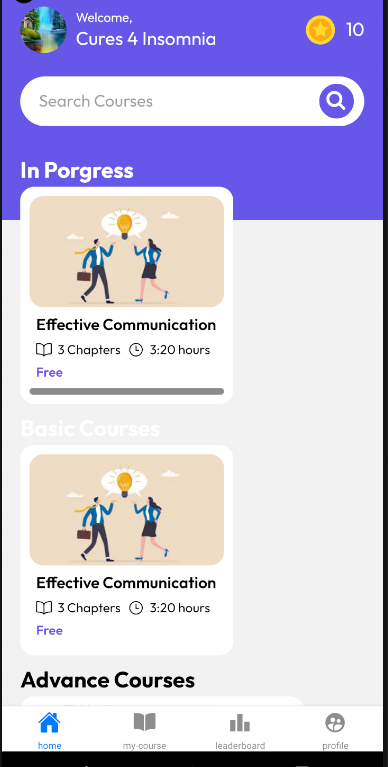 Welcome,
Cures 4 Insomnia
10
Search Courses
In Porgress
Effective Communication
3 Chapters 3:20 hours
Free
Basic Courses
Effective Communication
3 Chapters 3:20 hours
Free
Advance Courses
home my-course leaderboard profile